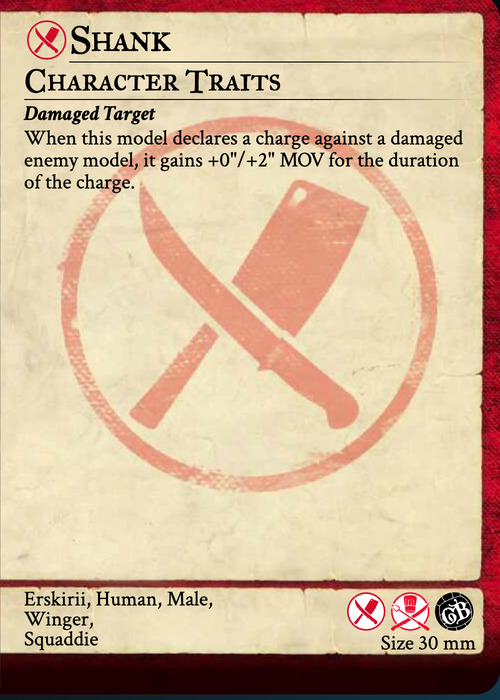 Shank
Character Traits
Damaged Target
When this model declares a charge against a damaged
enemy model, it gains +0"/+2" MOV for the duration
of the charge.
Erskirii, Human, Male,
Winger,
Squaddie
GB
Size 30 mm